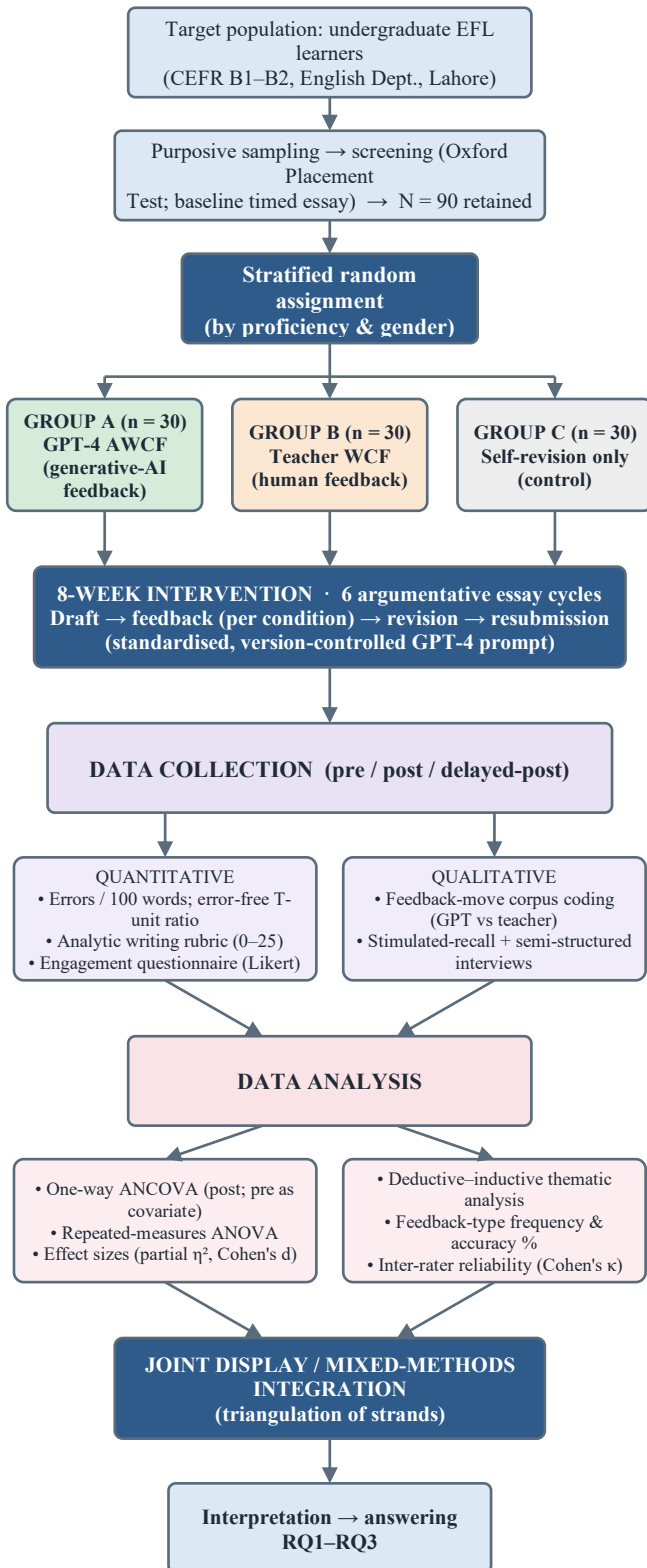 Target population: undergraduate EFL
learners
(CEFR B1–B2, English Dept., Lahore)
Purposive sampling → screening (Oxford
Placement
Test; baseline timed essay) → N = 90 retained
Stratified random
assignment
(by proficiency & gender)
GROUP A (n = 30)
GPT-4 AWCF
(generative-AI
feedback)
GROUP B (n = 30)
Teacher WCF
(human feedback)
GROUP C (n = 30)
Self-revision only
(control)
8-WEEK INTERVENTION · 6 argumentative essay cycles
Draft → feedback (per condition) → revision → resubmission
(standardised, version-controlled GPT-4 prompt)
DATA COLLECTION (pre / post / delayed-post)
QUANTITATIVE
• Errors / 100 words; error-free T-
unit ratio
• Analytic writing rubric (0–25)
• Engagement questionnaire (Likert)
QUALITATIVE
• Feedback-move corpus coding
(GPT vs teacher)
• Stimulated-recall + semi-structured
interviews
DATA ANALYSIS
• One-way ANCOVA (post; pre as
covariate)
• Repeated-measures ANOVA
• Effect sizes (partial η², Cohen's d)
• Deductive–inductive thematic
analysis
• Feedback-type frequency &
accuracy %
• Inter-rater reliability (Cohen's κ)
JOINT DISPLAY / MIXED-METHODS
INTEGRATION
(triangulation of strands)
Interpretation → answering
RQ1–RQ3